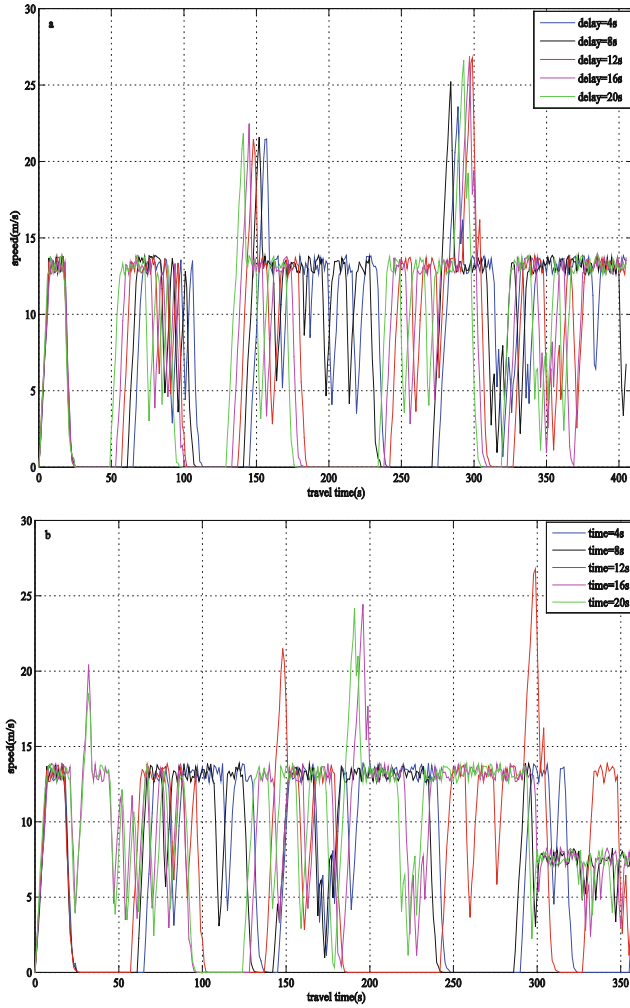 a
30
25
20
15
10
5
0
speed(m/s)
0 50 100 150 200 250 300 350 400
travel time(s)
delay=4s
delay=8s
delay=12s
delay=16s
delay=20s
b
30
25
20
15
10
5
0
speed(m/s)
0 50 100 150 200 250 300 350
travel time(s)
time=4s
time=8s
time=12s
time=16s
time=20s